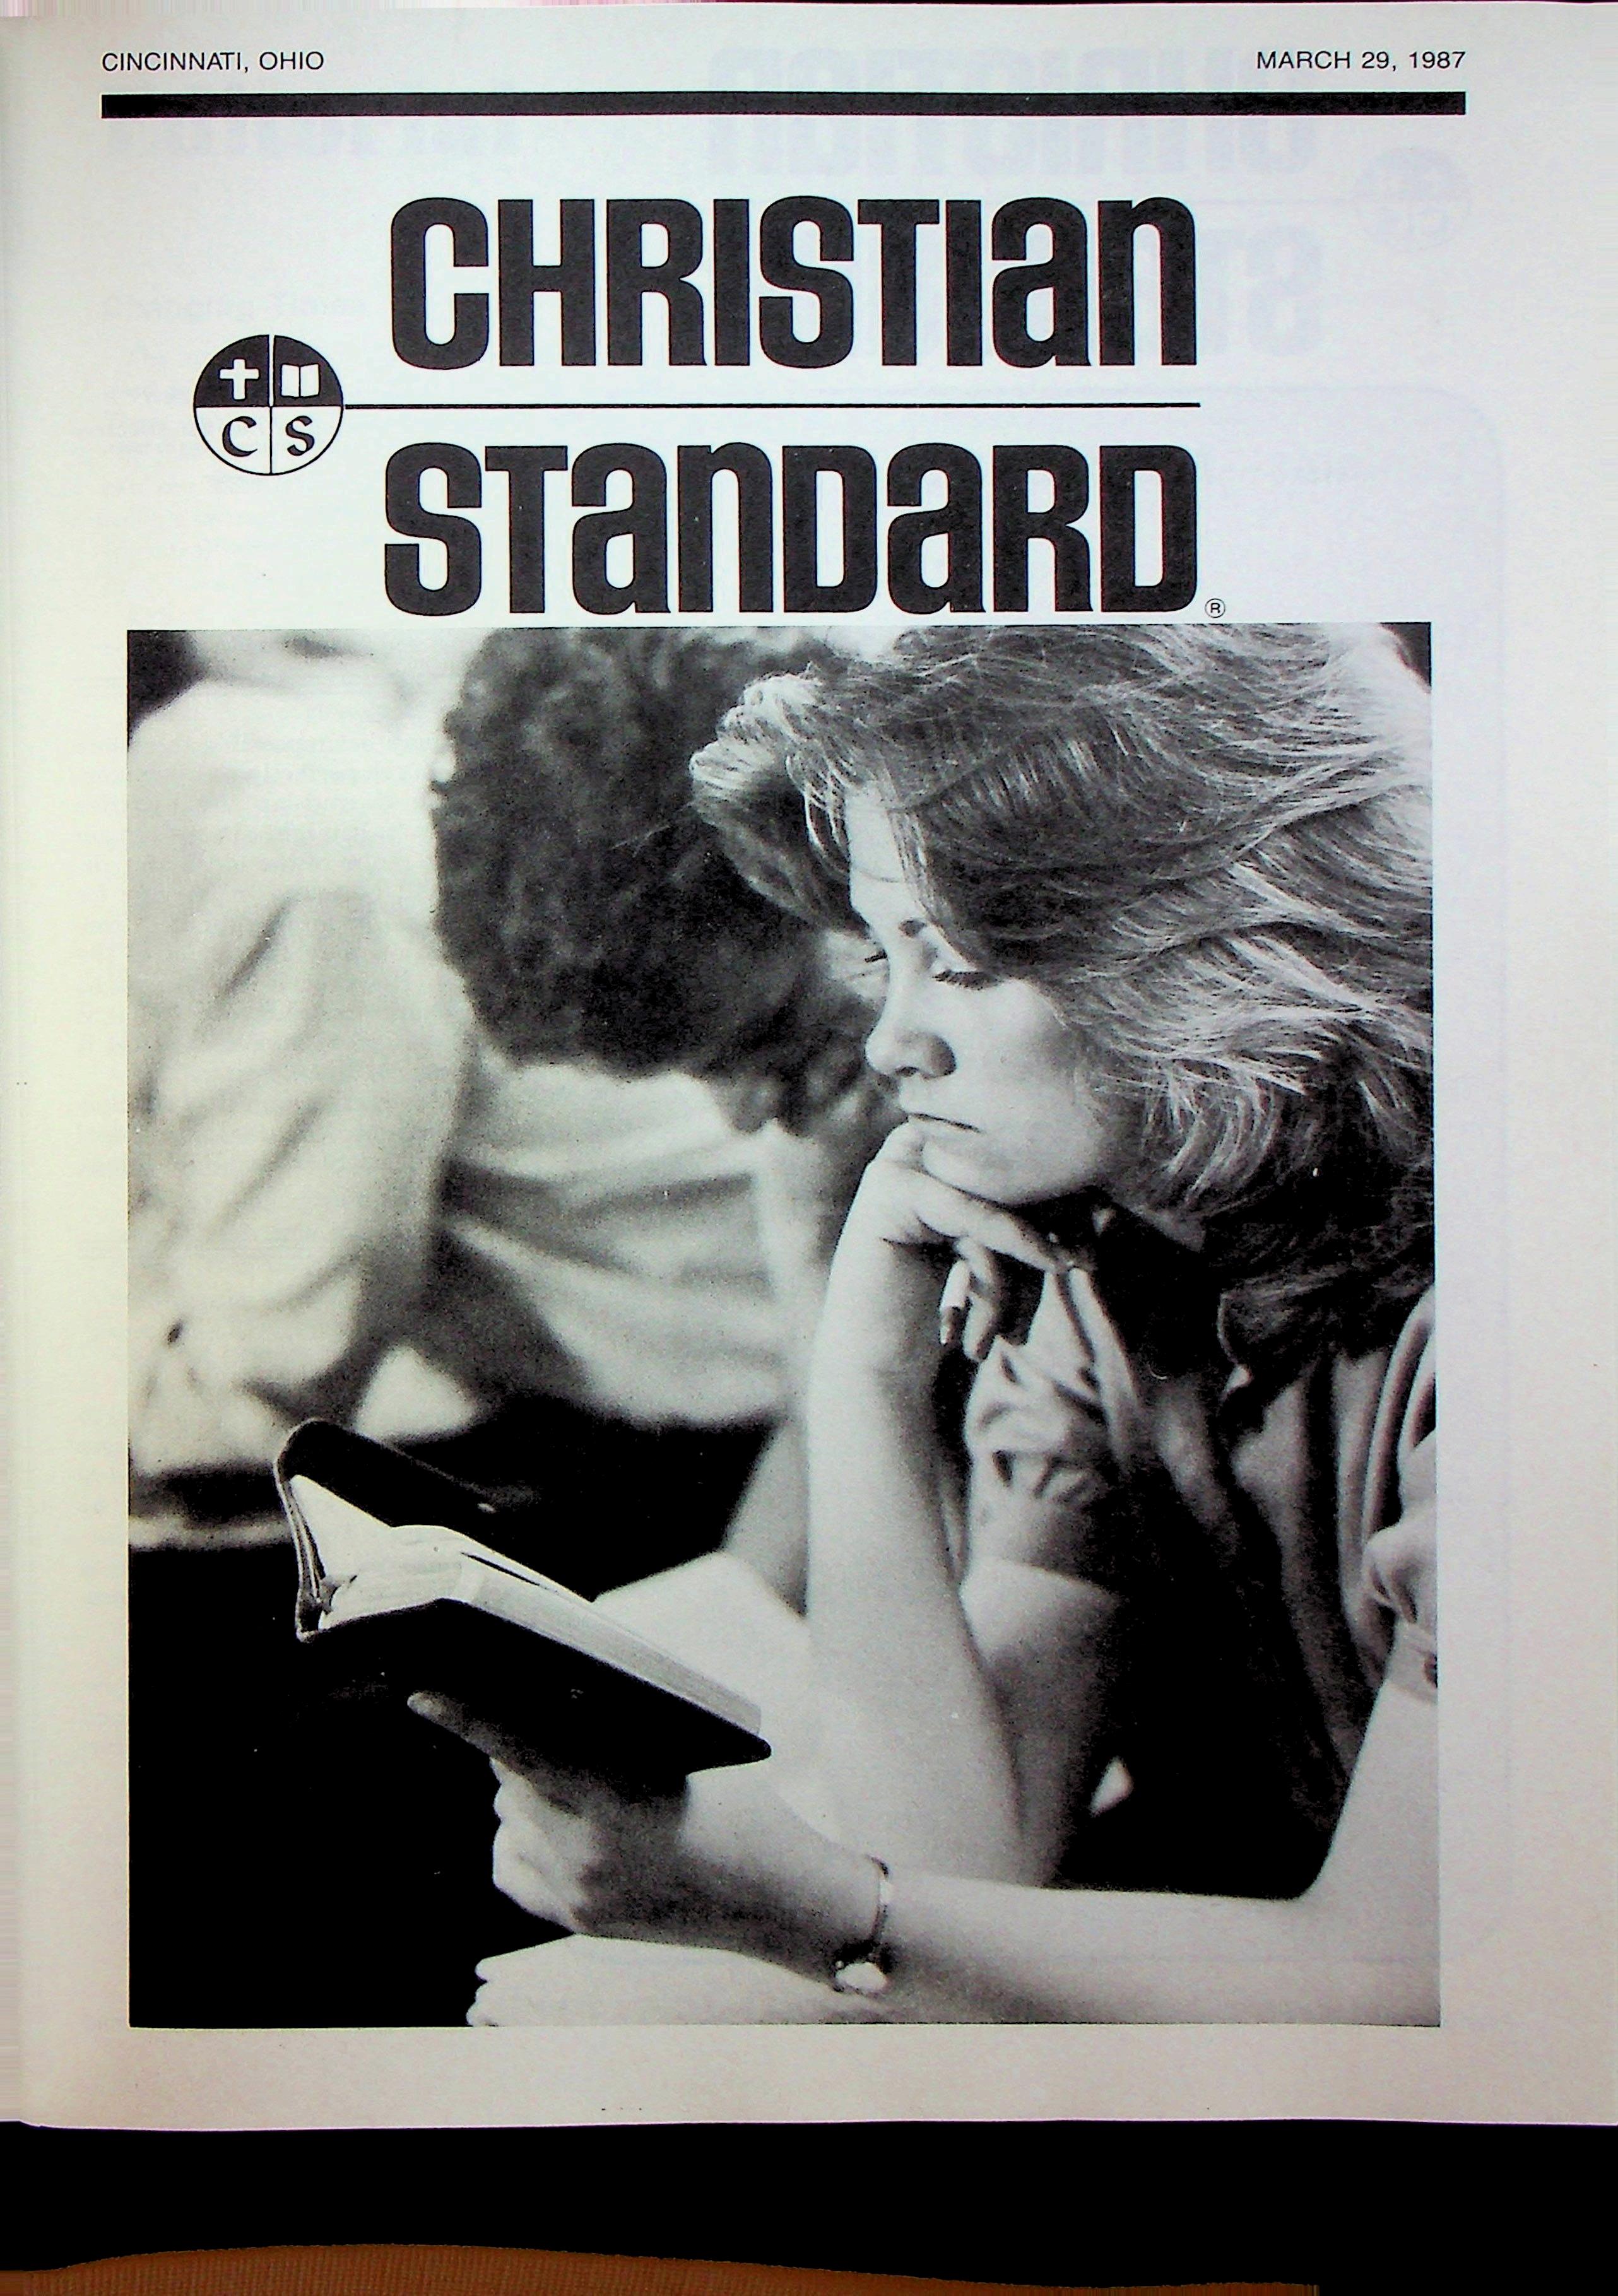 CINCINNATI, OHIO
MARCH 29, 1987
CHRISTian
C S
STanDaRD®